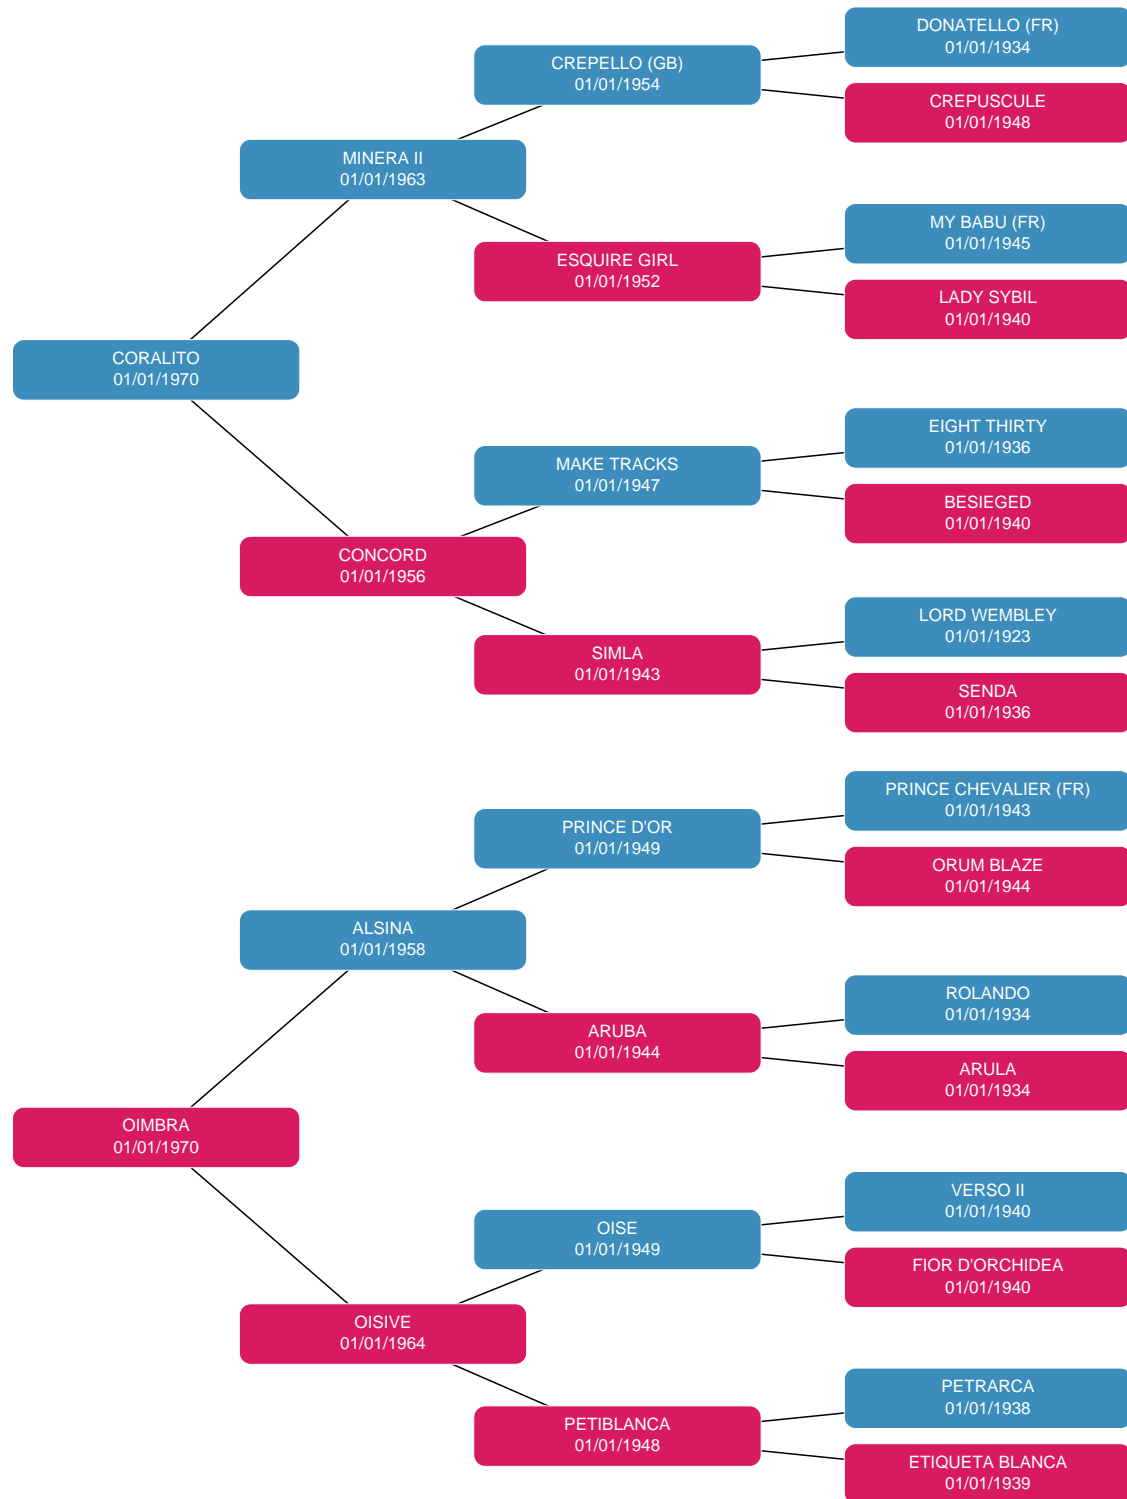 DONATELLO (FR)
01/01/1934
CREPELLO (GB)
01/01/1954
CREPUSCULE
01/01/1948
MINERA II
01/01/1963
MY BABU (FR)
01/01/1945
ESQUIRE GIRL
01/01/1952
LADY SYBIL
01/01/1940
CORALITO
01/01/1970
EIGHT THIRTY
01/01/1936
MAKE TRACKS
01/01/1947
BESIEGED
01/01/1940
CONCORD
01/01/1956
LORD WEMBLEY
01/01/1923
SIMLA
01/01/1943
SENDA
01/01/1936
PRINCE CHEVALIER (FR)
01/01/1943
PRINCE D'OR
01/01/1949
ORUM BLAZE
01/01/1944
ALSINA
01/01/1958
ROLANDO
01/01/1934
ARUBA
01/01/1944
ARULA
01/01/1934
OIMBRA
01/01/1970
VERSO II
01/01/1940
OISE
01/01/1949
FIOR D'ORCHIDEA
01/01/1940
OISIVE
01/01/1964
PETRARCA
01/01/1938
PETIBLANCA
01/01/1948
ETIQUETA BLANCA
01/01/1939